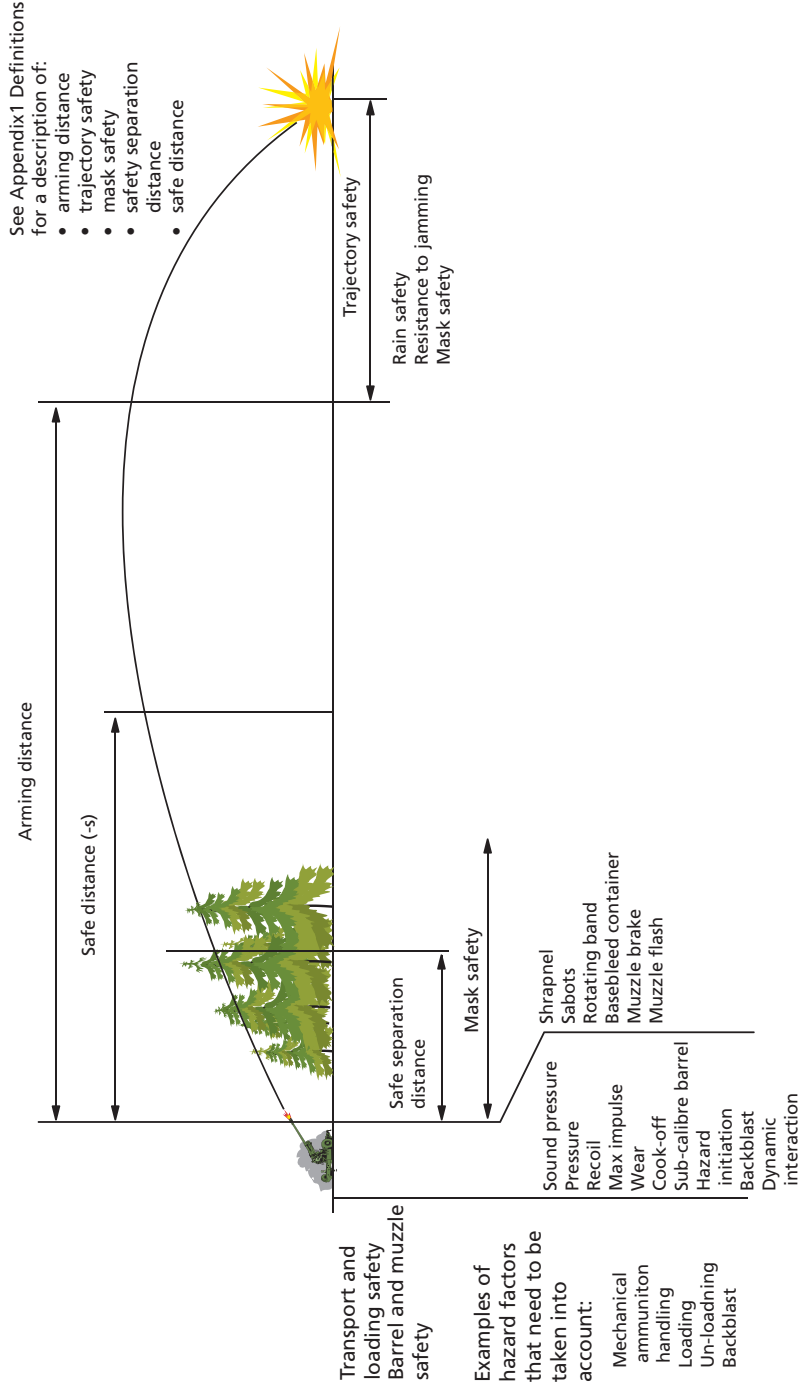 See Appendix1 Definitions
for a description of:
• arming distance
• trajectory safety
• mask safety
• safety separation
distance
• safe distance
Arming distance
Safe distance (-s)
Trajectory safety
Rain safety
Resistance to jamming
Mask safety
Safe separation
distance
Mask safety
Transport and
loading safety
Barrel and muzzle
safety
Examples of
hazard factors
that need to be
taken into
account:
Mechanical
ammuniton
handling
Loading
Un-loadning
Backblast
Sound pressure
Pressure
Recoil
Max impulse
Wear
Cook-off
Sub-calibre barrel
Hazard
initiation
Backblast
Dynamic
interaction
Shrapnel
Sabots
Rotating band
Basebleed container
Muzzle brake
Muzzle flash